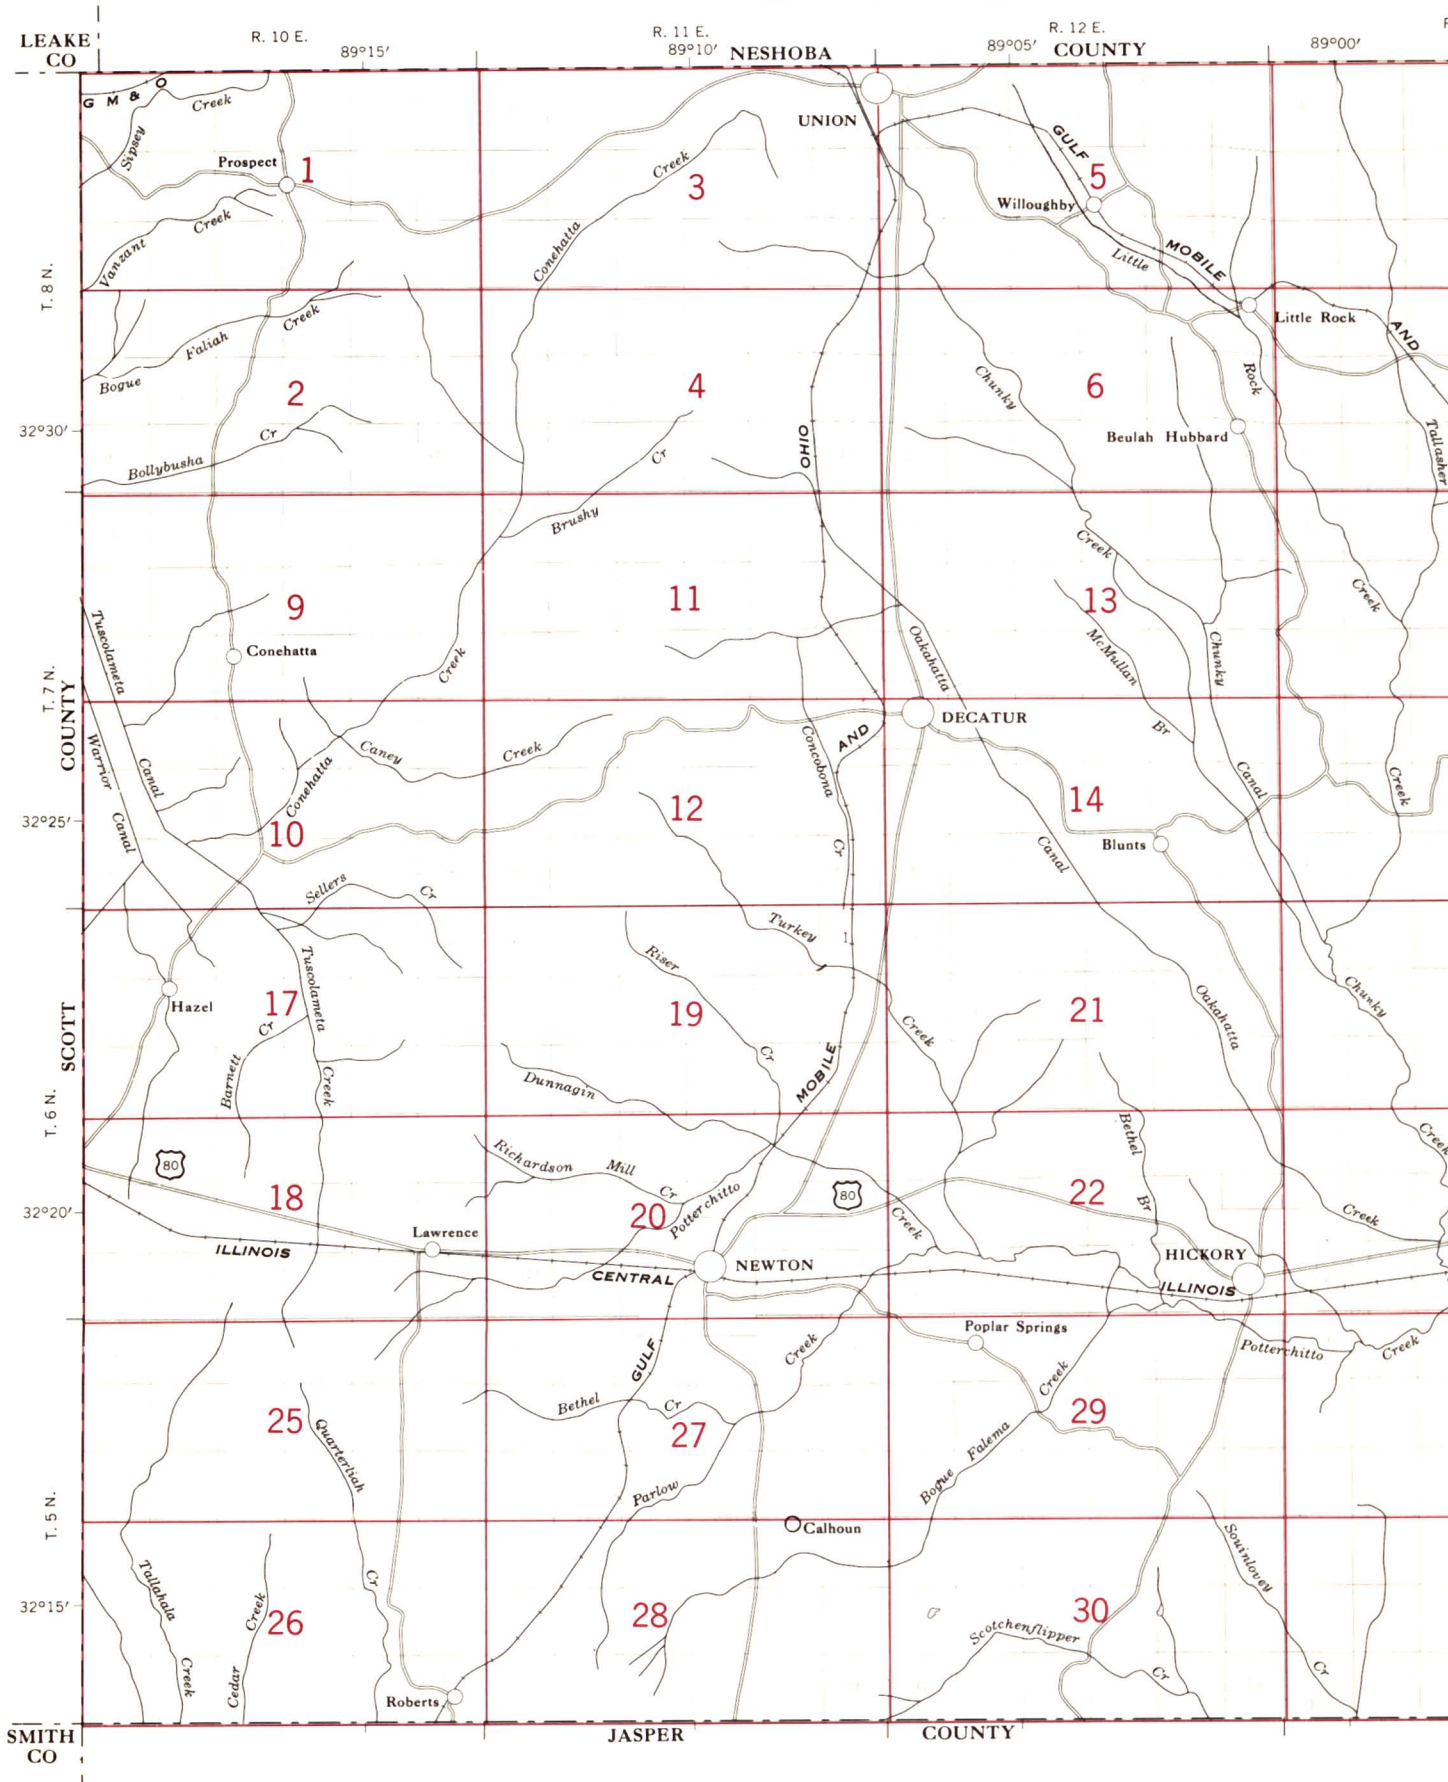 LEAKE
CO
R. 10 E.
89°15′
R. 11 E.
89°10′
NESHOBA
89°05′
R. 12 E.
COUNTY
89°00′
R
G M & O
Creek
Sipsey
Prospect
1
Creek
Vanzant
UNION
Creek
3
Conehatta
GULF
5
Willoughby
Little
MOBILE
T. 8 N.
Little Rock
AND
Creek
Faliah
Bogue
2
4
Chunky
6
Rock
32°30′
Cr
Bollybusha
Cr
Brushy
OHIO
Beulah Hubbard
Tallasher
Creek
9
11
13
Creek
Tuscolameta
Conehatta
Creek
Oakahatta
McMullan
Chunky
T. 7 N.
COUNTY
Warrior
Canal
Caney
Creek
Conehatta
Concobona
AND
DECATUR
Br
Canal
Creek
32°25′
Canal
10
12
Cr
14
Canal
Blunts
Sellers
Cr
Turkey
Riser
Tuscolameta
Hazel
17
19
21
Oakahatta
Chunky
SCOTT
Cr
Barnett
Creek
Cr
Creek
Dunnagin
MOBILE
T. 6 N.
80
Richardson
Mill
Cr
Potterchitto
80
Bethel
Br
Creek
32°20′
18
20
22
Creek
Creek
Lawrence
ILLINOIS
CENTRAL
NEWTON
HICKORY
ILLINOIS
Poplar Springs
Potterchitto
Creek
GULF
Creek
Creek
Bethel
Cr
25
27
29
Quarterliah
Parlow
Bogue
Falema
T. 5 N.
Calhoun
Souinlovey
Tallahala
Cr
32°15′
Creek
26
28
30
Scotchenflipper
Cr
Cr
Cedar
Creek
Roberts
SMITH
CO
JASPER
COUNTY